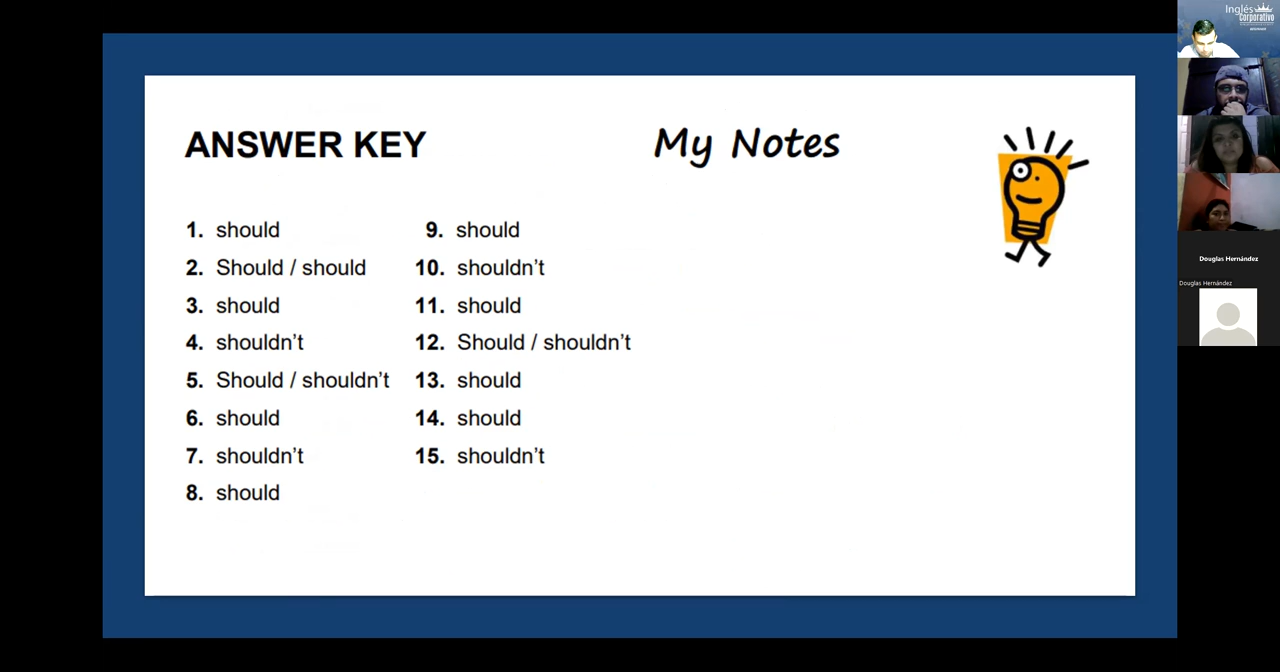 ANSWER KEY
My Notes
1. should
2. Should / should
3. should
4. shouldn't
5. Should / shouldn't
6. should
7. shouldn't
8. should
9. should
10. shouldn't
11. should
12. Should / shouldn't
13. should
14. should
15. shouldn't
Inglés
Corporativo
Douglas Hernández
Douglas Hernández